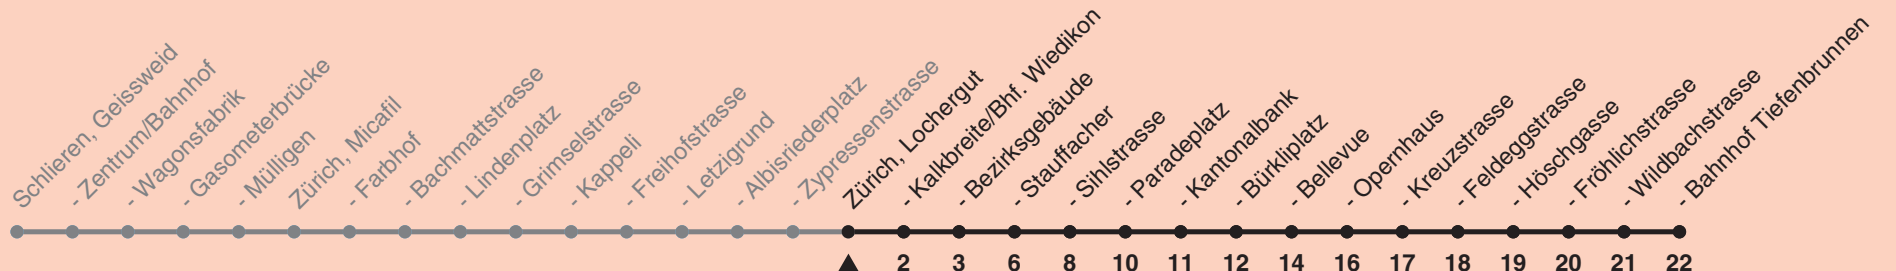 Schlieren, Geissweid
- Zentrum/Bahnhof
- Wagonsfabrik
- Gasometerbrücke
- Mülligen
Zürich, Micafil
- Farbhof
- Bachmattstrasse
- Lindenplatz
- Grimselstrasse
- Kappeli
- Freihofstrasse
- Letzigrund
- Albisriederplatz
- Zypressenstrasse
Zürich, Lochergut
- Kalkbreite/Bhf. Wiedikon
- Bezirksgebäude
- Stauffacher
- Sihlstrasse
- Paradeplatz
- Kantonalbank
- Bürkliplatz
- Bellevue
- Opernhaus
- Kreuzstrasse
- Feldeggstrasse
- Höschgasse
- Fröhlichstrasse
- Wildbachstrasse
- Bahnhof Tiefenbrunnen
2 3 6 8 10 11 12 14 16 17 18 19 20 21 22